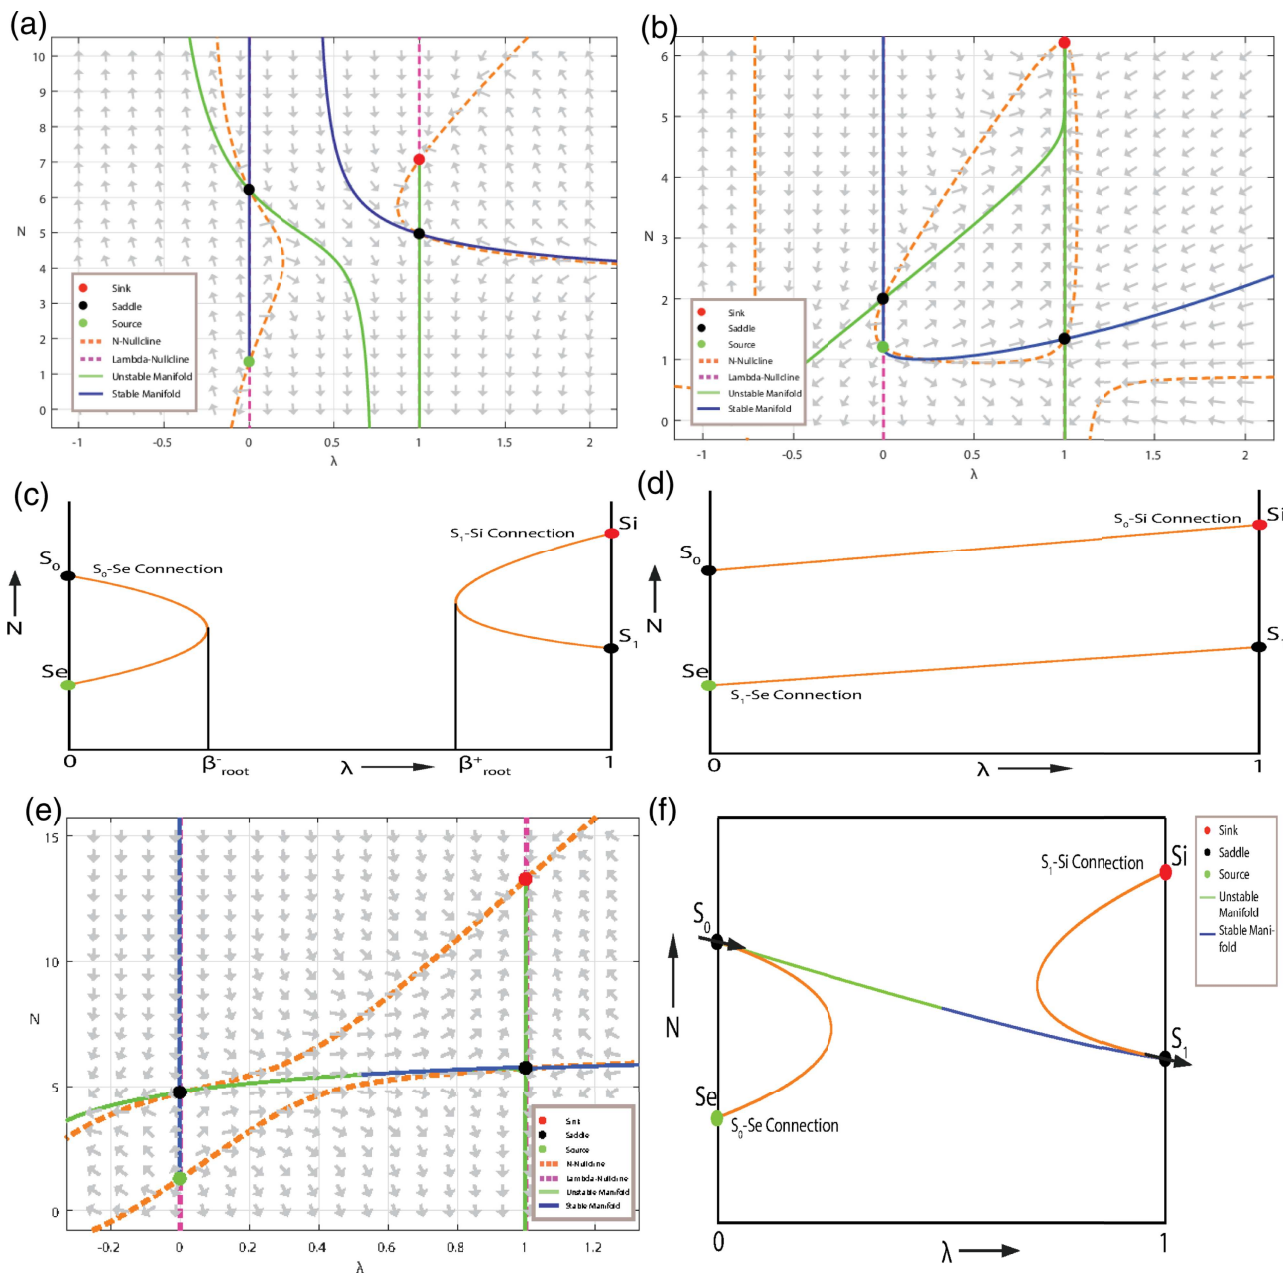 (a)
10
9
8
7
6
N
5
4
3
2
1
0
Sink
Saddle
Source
N-Nullcline
Lambda-Nullcline
Unstable Manifold
Stable Manifold
-1
-0.5
0
0.5
1
1.5
2
λ
(b)
6
5
4
N
3
2
1
0
Sink
Saddle
Source
N-Nullcline
Lambda-Nullcline
Unstable Manifold
Stable Manifold
-1
-0.5
0
0.5
1
1.5
2
λ
(c)
S₀
S₀-Se Connection
S₁-Si Connection
Si
N
Se
S₁
0
β⁻root
λ
β⁺root
1
(d)
S₀
S₀-Si Connection
Si
N
Se
S₁-Se Connection
S
0
λ
1
(e)
15
10
N
5
0
Sink
Saddle
Source
N-Nullcline
Lambda-Nullcline
Unstable Manifold
Stable Manifold
-0.2
0
0.2
0.4
0.6
0.8
1
1.2
λ
(f)
S₁-Si Connection
Si
S₀
N
S₁
Se
S₀-Se Connection
0
λ
1
Sink
Saddle
Source
Unstable
Manifold
Stable Mani-
fold